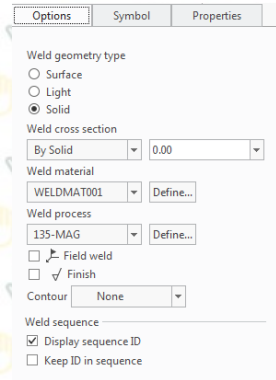 Options Symbol Properties
Weld geometry type
Surface
Light
Solid
Weld cross section
By Solid 0.00
Weld material
WELDMAT001 Define...
Weld process
135-MAG Define...
Field weld
Finish
Contour None
Weld sequence
Display sequence ID
Keep ID in sequence